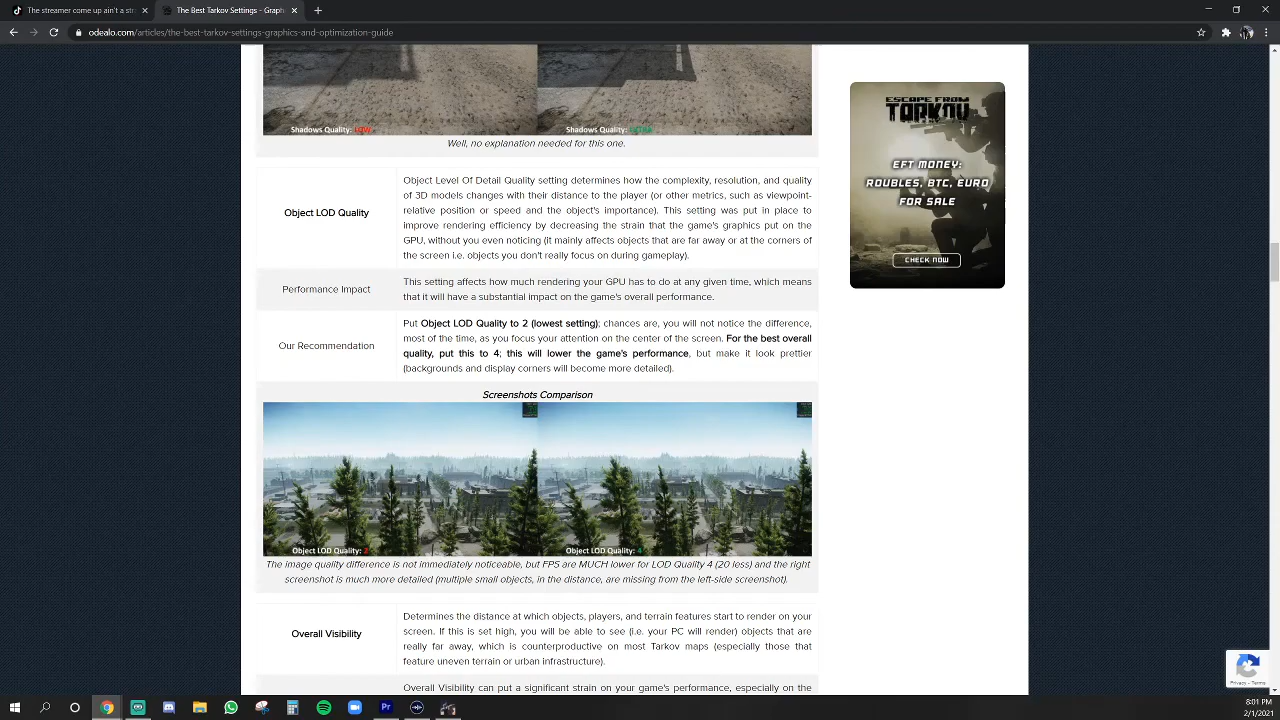 The streamer come up ain't a str
The Best Tarkov Settings - Graph
odealo.com/articles/the-best-tarkov-settings-graphics-and-optimization-guide
Shadows Quality: LOW
Shadows Quality: ULTRA
Well, no explanation needed for this one.
Object LOD Quality
Object Level Of Detail Quality setting determines how the complexity, resolution, and quality
of 3D models changes with their distance to the player (or other metrics, such as viewpoint-
relative position or speed and the object's importance). This setting was put in place to
improve rendering efficiency by decreasing the strain that the game's graphics put on the
GPU, without you even noticing (it mainly affects objects that are far away or at the corners of
the screen i.e. objects you don't really focus on during gameplay).
Performance Impact
This setting affects how much rendering your GPU has to do at any given time, which means
that it will have a substantial impact on the game's overall performance.
Our Recommendation
Put Object LOD Quality to 2 (lowest setting); chances are, you will not notice the difference,
most of the time, as you focus your attention on the center of the screen. For the best overall
quality, put this to 4; this will lower the game's performance, but make it look prettier
(backgrounds and display corners will become more detailed).
Screenshots Comparison
Object LOD Quality: 2
Object LOD Quality: 4
The image quality difference is not immediately noticeable, but FPS are MUCH lower for LOD Quality 4 (20 less) and the right
screenshot is much more detailed (multiple small objects, in the distance, are missing from the left-side screenshot).
Overall Visibility
Determines the distance at which objects, players, and terrain features start to render on your
screen. If this is set high, you will be able to see (i.e. your PC will render) objects that are
really far away, which is counterproductive on most Tarkov maps (especially those that
feature uneven terrain or urban infrastructure).
Overall Visibility can put a significant strain on your game's performance, especially on the
ESCAPE FROM
TARKOV
EFT MONEY:
ROUBLES, BTC, EURO
FOR SALE
CHECK NOW
Privacy - Terms
8:01 PM
2/1/2021